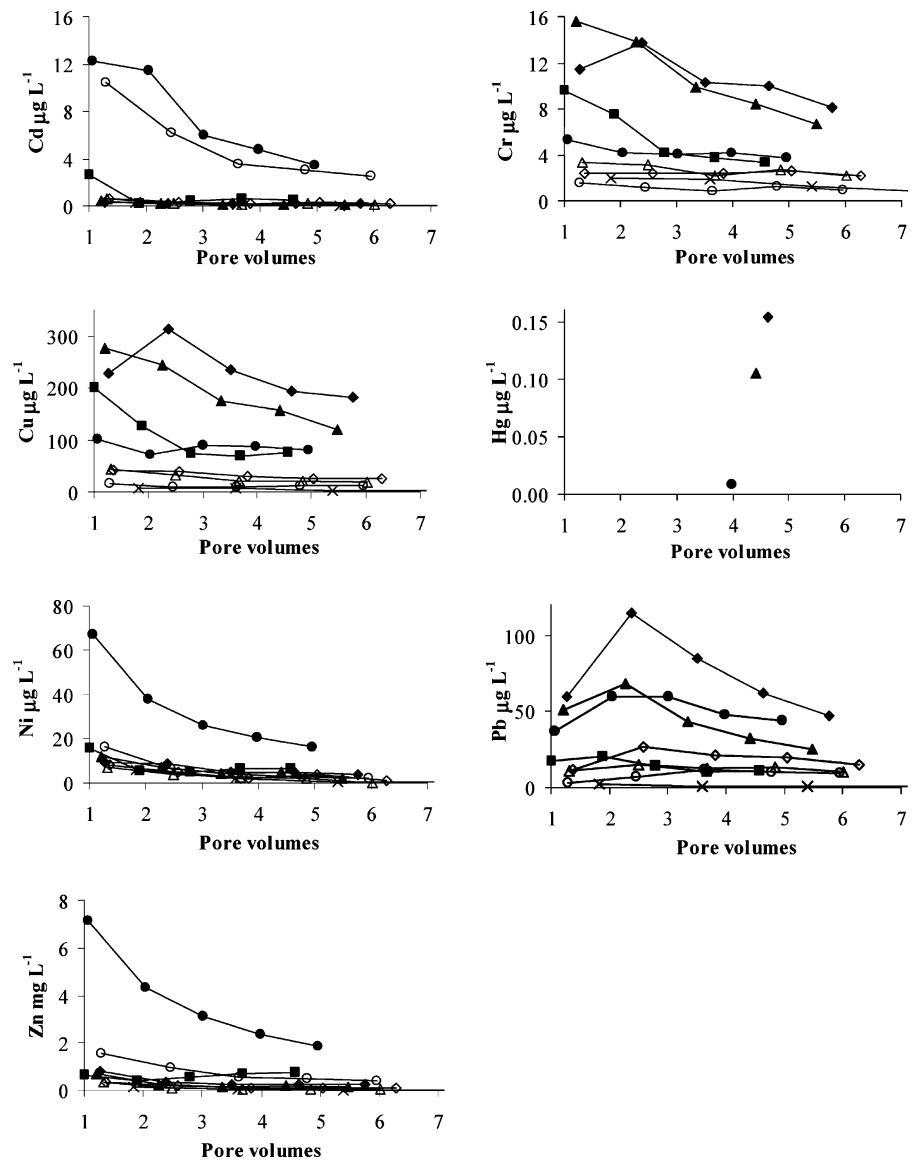 16
12
8
4
0
Cd µg L⁻¹
1 2 3 4 5 6 7
Pore volumes
16
12
8
4
0
Cr µg L⁻¹
1 2 3 4 5 6 7
Pore volumes
300
200
100
0
Cu µg L⁻¹
1 2 3 4 5 6 7
Pore volumes
0.15
0.10
0.05
0.00
Hg µg L⁻¹
1 2 3 4 5 6 7
Pore volumes
80
60
40
20
0
Ni µg L⁻¹
1 2 3 4 5 6 7
Pore volumes
100
50
0
Pb µg L⁻¹
1 2 3 4 5 6 7
Pore volumes
8
6
4
2
0
Zn mg L⁻¹
1 2 3 4 5 6 7
Pore volumes